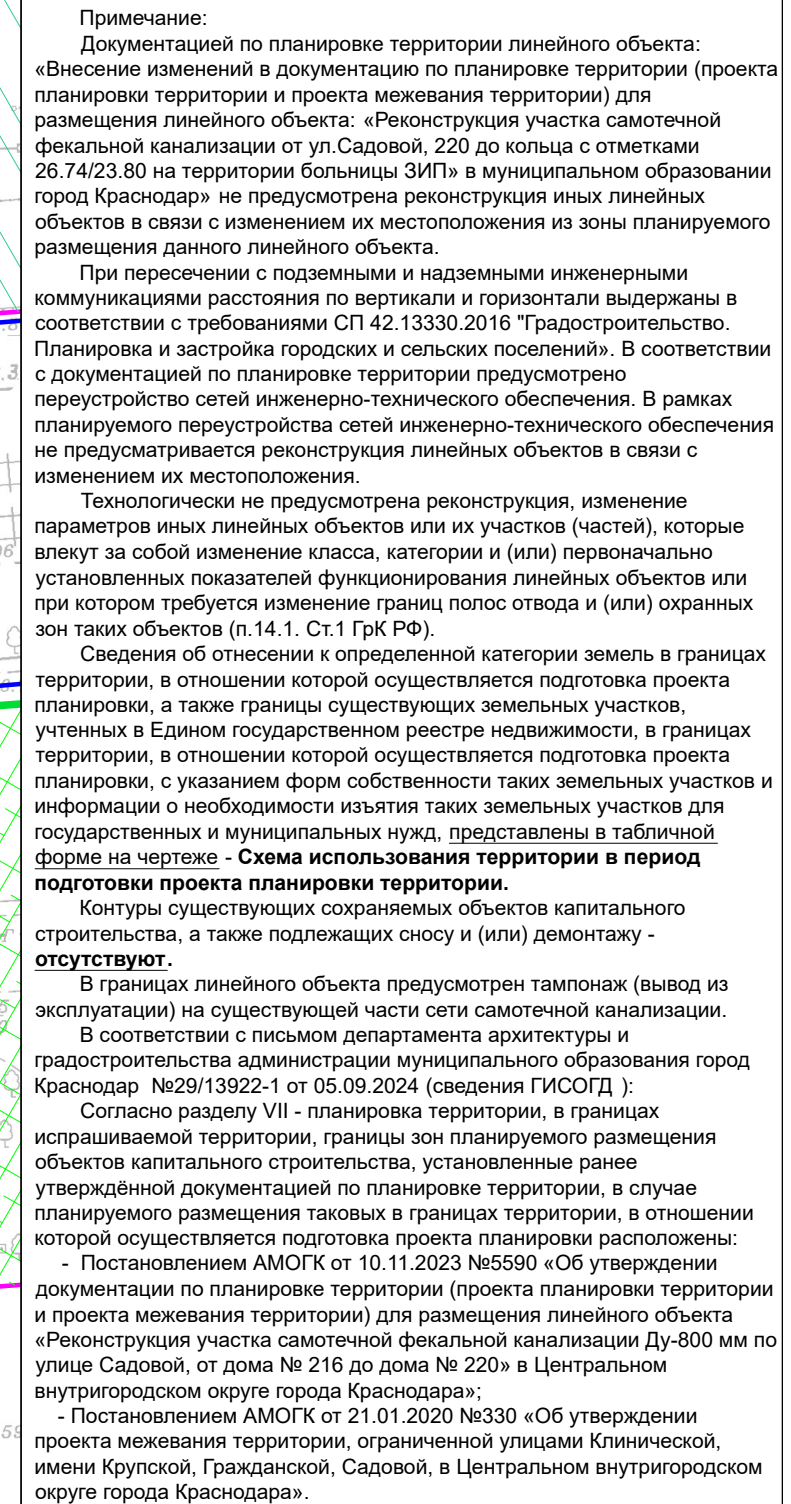 Примечание:
Документацией по планировке территории линейного объекта:
«Внесение изменений в документацию по планировке территории (проекта
планировки территории и проекта межевания территории) для
размещения линейного объекта: «Реконструкция участка самотечной
фекальной канализации от ул.Садовой, 220 до кольца с отметками
26.74/23.80 на территории больницы ЗИП» в муниципальном образовании
город Краснодар» не предусмотрена реконструкция иных линейных
объектов в связи с изменением их местоположения из зоны планируемого
размещения данного линейного объекта.
При пересечении с подземными и надземными инженерными
коммуникациями расстояния по вертикали и горизонтали выдержаны в
соответствии с требованиями СП 42.13330.2016 "Градостроительство.
Планировка и застройка городских и сельских поселений». В соответствии
с документацией по планировке территории предусмотрено
переустройство сетей инженерно-технического обеспечения. В рамках
планируемого переустройства сетей инженерно-технического обеспечения
не предусматривается реконструкция линейных объектов в связи с
изменением их местоположения.
Технологически не предусмотрена реконструкция, изменение
параметров иных линейных объектов или их участков (частей), которые
влекут за собой изменение класса, категории и (или) первоначально
установленных показателей функционирования линейных объектов или
при котором требуется изменение границ полос отвода и (или) охранных
зон таких объектов (п.14.1. Ст.1 ГрК РФ).
Сведения об отнесении к определенной категории земель в границах
территории, в отношении которой осуществляется подготовка проекта
планировки, а также границы существующих земельных участков,
учтенных в Едином государственном реестре недвижимости, в границах
территории, в отношении которой осуществляется подготовка проекта
планировки, с указанием форм собственности таких земельных участков и
информации о необходимости изъятия таких земельных участков для
государственных и муниципальных нужд, представлены в табличной
форме на чертеже - Схема использования территории в период
подготовки проекта планировки территории.
Контуры существующих сохраняемых объектов капитального
строительства, а также подлежащих сносу и (или) демонтажу -
отсутствуют.
В границах линейного объекта предусмотрен тампонаж (вывод из
эксплуатации) на существующей части сети самотечной канализации.
В соответствии с письмом департамента архитектуры и
градостроительства администрации муниципального образования город
Краснодар №29/13922-1 от 05.09.2024 (сведения ГИСОГД ):
Согласно разделу VII - планировка территории, в границах
испрашиваемой территории, границы зон планируемого размещения
объектов капитального строительства, установленные ранее
утверждённой документацией по планировке территории, в случае
планируемого размещения таковых в границах территории, в отношении
которой осуществляется подготовка проекта планировки расположены:
- Постановлением АМОГК от 10.11.2023 №5590 «Об утверждении
документации по планировке территории (проекта планировки территории
и проекта межевания территории) для размещения линейного объекта
«Реконструкция участка самотечной фекальной канализации Ду-800 мм по
улице Садовой, от дома № 216 до дома № 220» в Центральном
внутригородском округе города Краснодара»;
- Постановлением АМОГК от 21.01.2020 №330 «Об утверждении
проекта межевания территории, ограниченной улицами Клинической,
имени Крупской, Гражданской, Садовой, в Центральном внутригородском
округе города Краснодара».